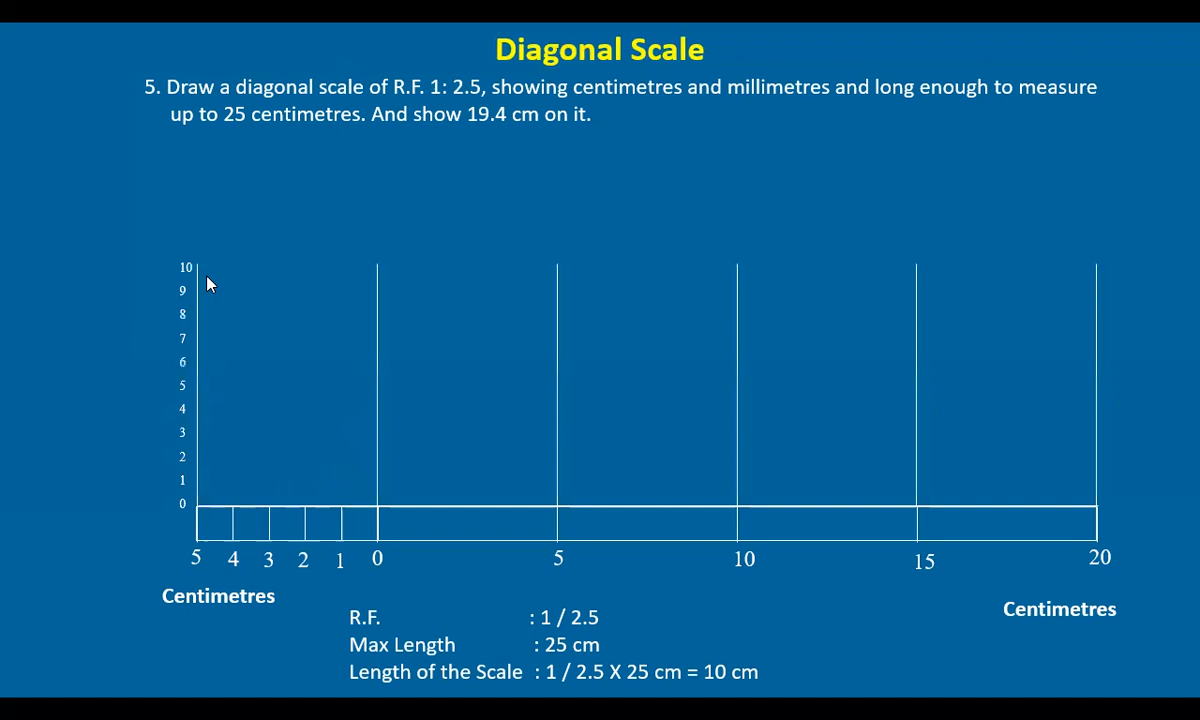 Diagonal Scale
5. Draw a diagonal scale of R.F. 1: 2.5, showing centimetres and millimetres and long enough to measure
up to 25 centimetres. And show 19.4 cm on it.
10
9
8
7
6
5
4
3
2
1
0
5 4 3 2 1 0 5 10 15 20
Centimetres
Centimetres
R.F. : 1 / 2.5
Max Length : 25 cm
Length of the Scale : 1 / 2.5 X 25 cm = 10 cm